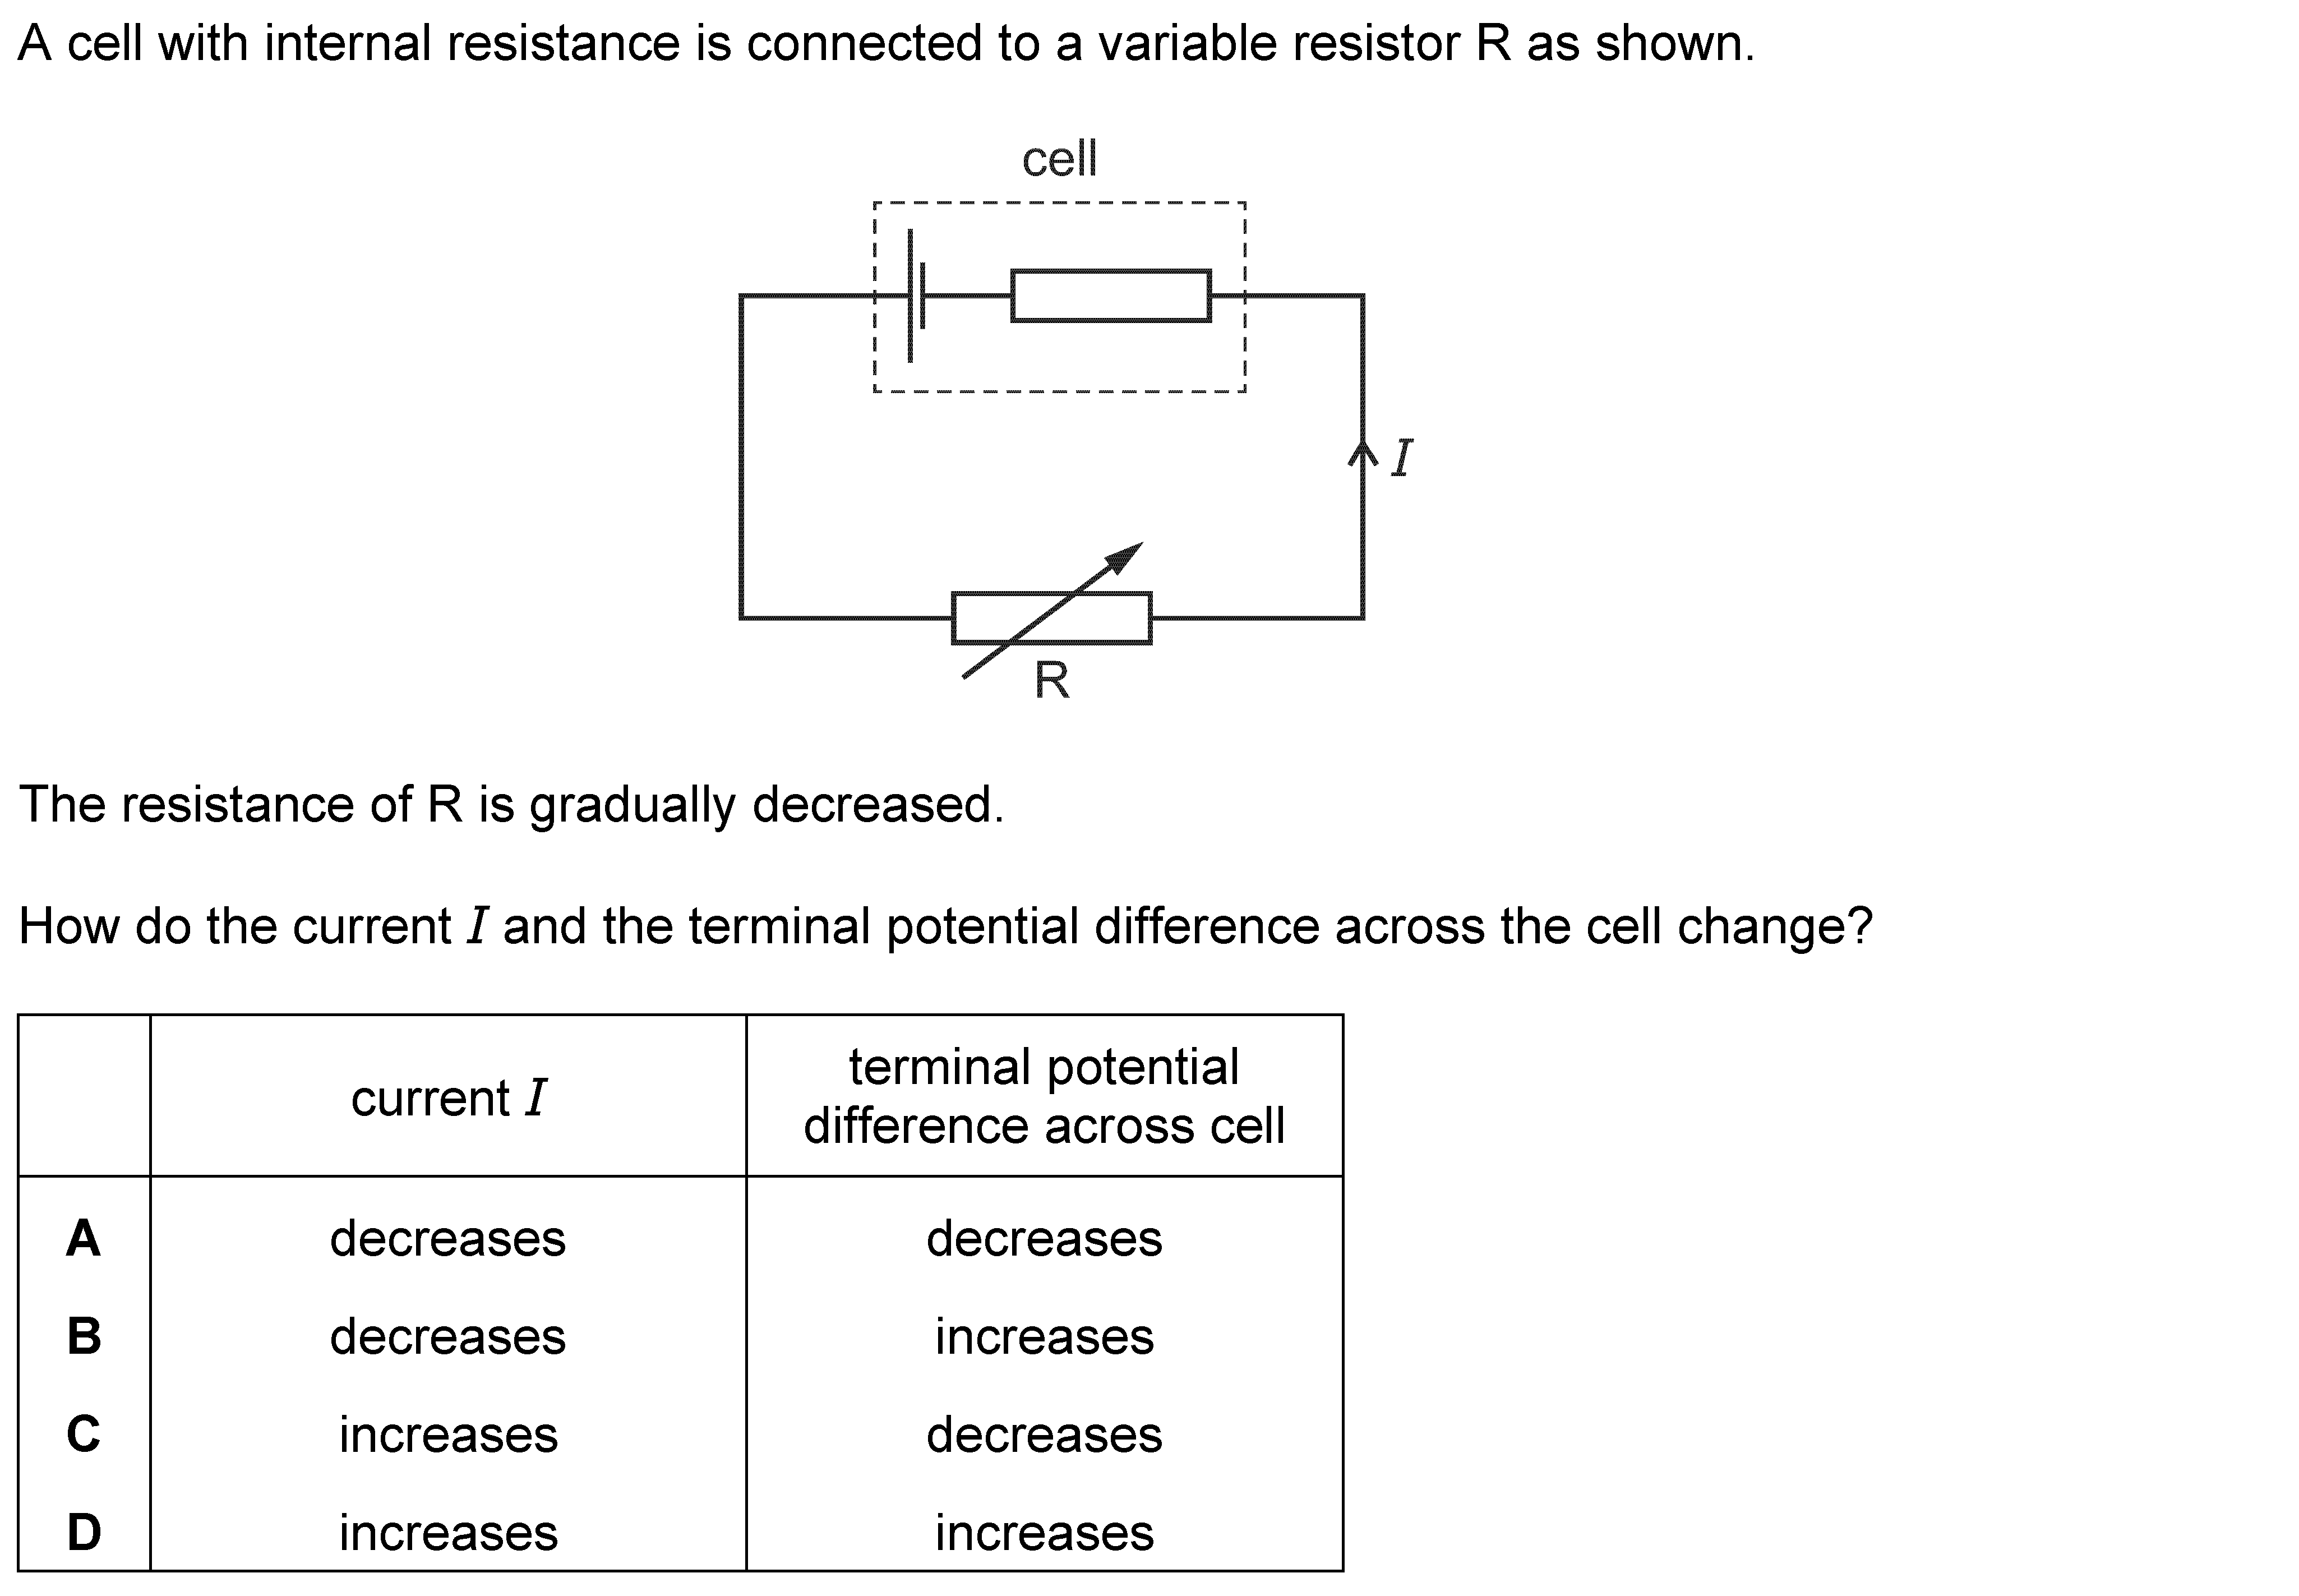 A cell with internal resistance is connected to a variable resistor R as shown.
cell
I
R
The resistance of R is gradually decreased.
How do the current I and the terminal potential difference across the cell change?
current I
terminal potential
difference across cell
A decreases decreases
B decreases increases
C increases decreases
D increases increases